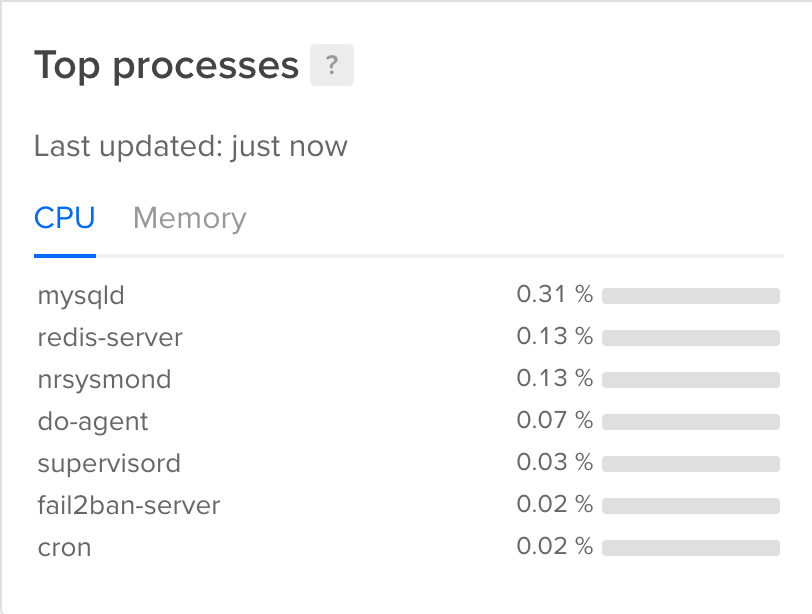 Top processes ?
Last updated: just now
CPU Memory
mysqld 0.31 %
redis-server 0.13 %
nrsysmond 0.13 %
do-agent 0.07 %
supervisord 0.03 %
fail2ban-server 0.02 %
cron 0.02 %